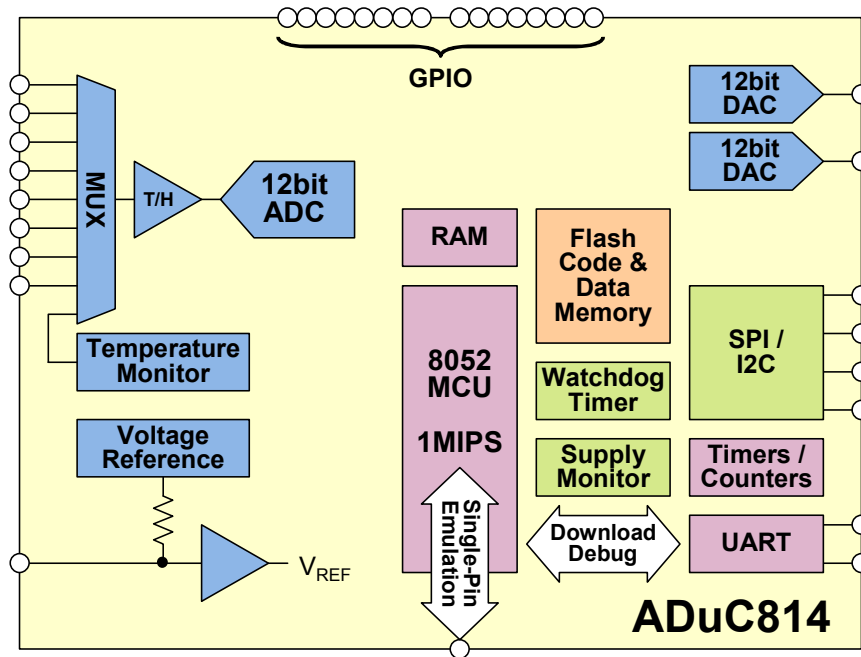 GPIO
12bit
DAC
12bit
DAC
MUX
T/H
12bit
ADC
RAM
Flash
Code &
Data
Memory
SPI /
I2C
Temperature
Monitor
8052
MCU
1MIPS
Watchdog
Timer
Voltage
Reference
Supply
Monitor
Timers /
Counters
Single-Pin
Emulation
Download
Debug
UART
VREF
ADuC814